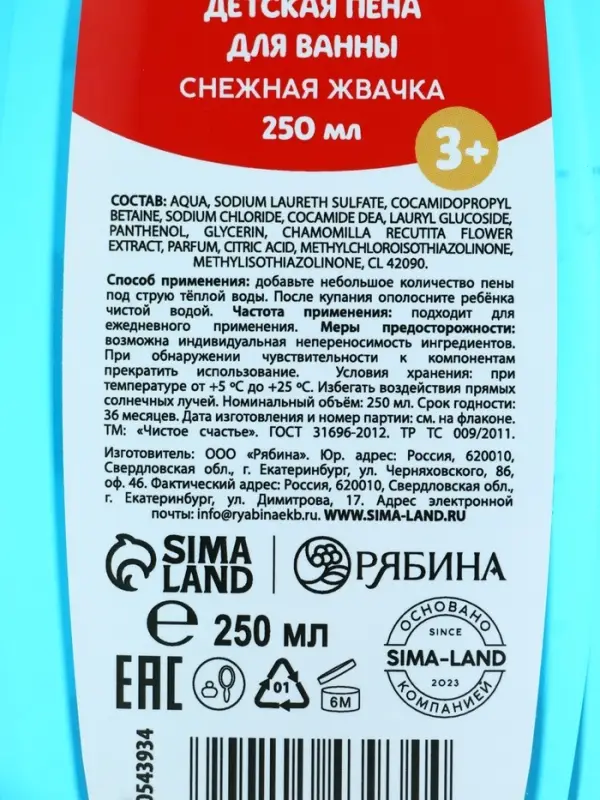 ДЕТСКАЯ ПЕНА
ДЛЯ ВАННЫ
СНЕЖНАЯ ЖВАЧКА
250 мл
3+
СОСТАВ: AQUA, SODIUM LAURETH SULFATE, COCAMIDOPROPYL
BETAINE, SODIUM CHLORIDE, COCAMIDE DEA, LAURYL GLUCOSIDE,
PANTHENOL, GLYCERIN, CHAMOMILLA RECUTITA FLOWER
EXTRACT, PARFUM, CITRIC ACID, METHYLCHLOROISOTHIAZOLINONE,
METHYLISOTHIAZOLINONE, CL 42090.
Способ применения: добавьте небольшое количество пены
под струю тёплой воды. После купания ополосните ребёнка
чистой водой. Частота применения: подходит для
ежедневного применения. Меры предосторожности:
возможна индивидуальная непереносимость ингредиентов.
При обнаружении чувствительности к компонентам
прекратить использование. Условия хранения: при
температуре от +5 ºС до +25 ºС. Избегать воздействия прямых
солнечных лучей. Номинальный объём: 250 мл. Срок годности:
36 месяцев. Дата изготовления и номер партии: см. на флаконе.
ТМ: «Чистое счастье». ГОСТ 31696-2012. ТР ТС 009/2011.
Изготовитель: ООО «Рябина». Юр. адрес: Россия, 620010,
Свердловская обл., г. Екатеринбург, ул. Черняховского, 86,
оф. 46. Фактический адрес: Россия, 620010, Свердловская обл.,
г. Екатеринбург, ул. Димитрова, 17. Адрес электронной
почты: info@ryabinaekb.ru. WWW.SIMA-LAND.RU
SIMA
LAND
РЯБИНА
e 250 мл
ОСНОВАНО
SINCE
SIMA-LAND
2023
КОМПАНИЕЙ
EAC
01
6М
0543934